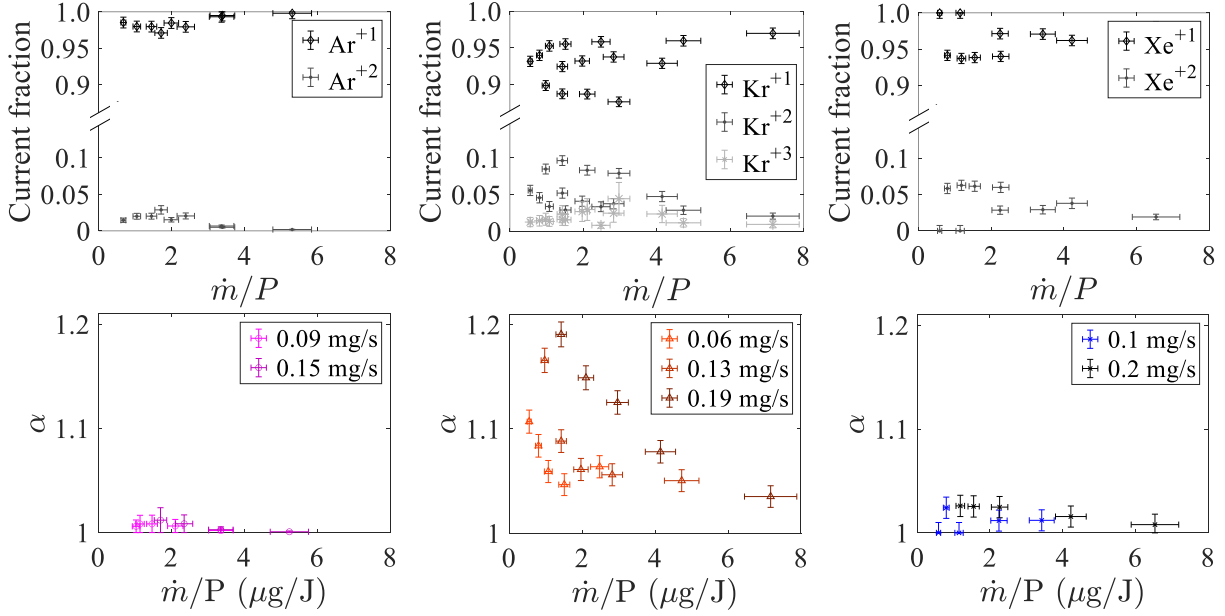 Current fraction
1.0
0.95
0.9
0.1
0.05
0
0 2 4 6 8
ṁ/P
Ar+1
Ar+2
Current fraction
1.0
0.95
0.9
0.1
0.05
0
0 2 4 6 8
ṁ/P
Kr+1
Kr+2
Kr+3
Current fraction
1.0
0.95
0.9
0.1
0.05
0
0 2 4 6 8
ṁ/P
Xe+1
Xe+2
α
1.2
1.1
1
0 2 4 6 8
ṁ/P (μg/J)
0.09 mg/s
0.15 mg/s
α
1.2
1.1
1
0 2 4 6 8
ṁ/P (μg/J)
0.06 mg/s
0.13 mg/s
0.19 mg/s
α
1.2
1.1
1
0 2 4 6 8
ṁ/P (μg/J)
0.1 mg/s
0.2 mg/s